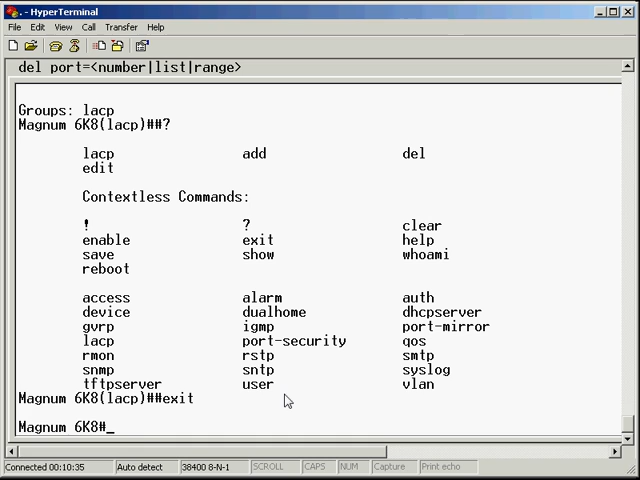 . - HyperTerminal
File Edit View Call Transfer Help
del port=<number|list|range>
Groups: lacp
Magnum 6K8(lacp)##?
lacp add del
edit
Contextless Commands:
! ? clear
enable exit help
save show whoami
reboot
access alarm auth
device dualhome dhcpserver
gvrp igmp port-mirror
lacp port-security qos
rmon rstp smtp
snmp sntp syslog
tftpserver user vlan
Magnum 6K8(lacp)##exit
Magnum 6K8#_
Connected 00:10:35 Auto detect 38400 8-N-1 SCROLL CAPS NUM Capture Print echo